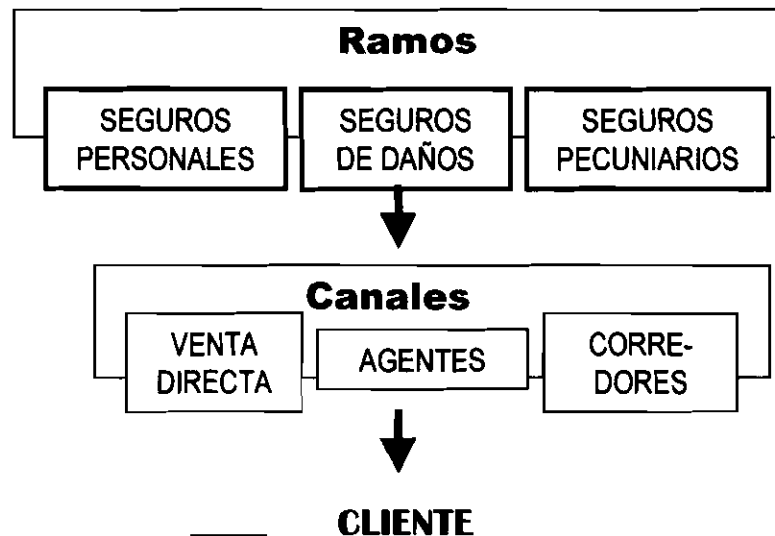 Ramos
SEGUROS
PERSONALES
SEGUROS
DE DAÑOS
SEGUROS
PECUNIARIOS
Canales
VENTA
DIRECTA
AGENTES
CORRE-
DORES
CLIENTE